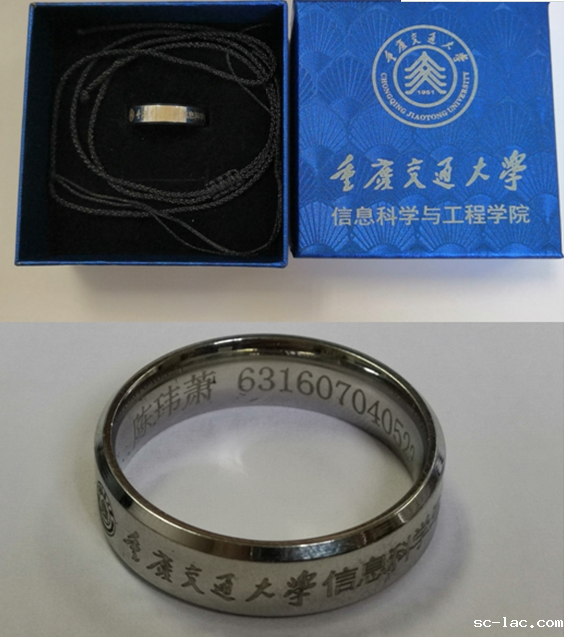 重庆交通大学
CHONGQING JIAOTONG UNIVERSITY
1951
重庆交通大学
信息科学与工程学院
陈玮萧 631607040522
重庆交通大学信息科学
sc-lac.com